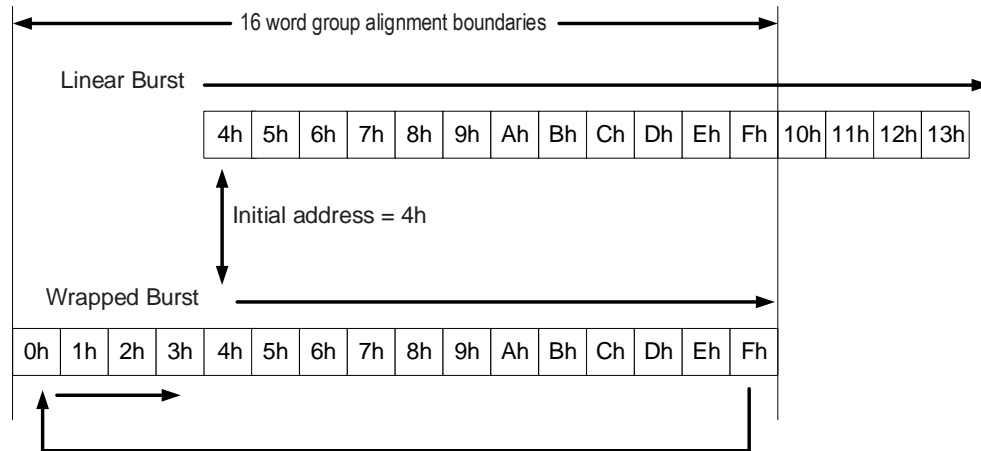 16 word group alignment boundaries
Linear Burst
4h 5h 6h 7h 8h 9h Ah Bh Ch Dh Eh Fh 10h 11h 12h 13h
Initial address = 4h
Wrapped Burst
0h 1h 2h 3h 4h 5h 6h 7h 8h 9h Ah Bh Ch Dh Eh Fh